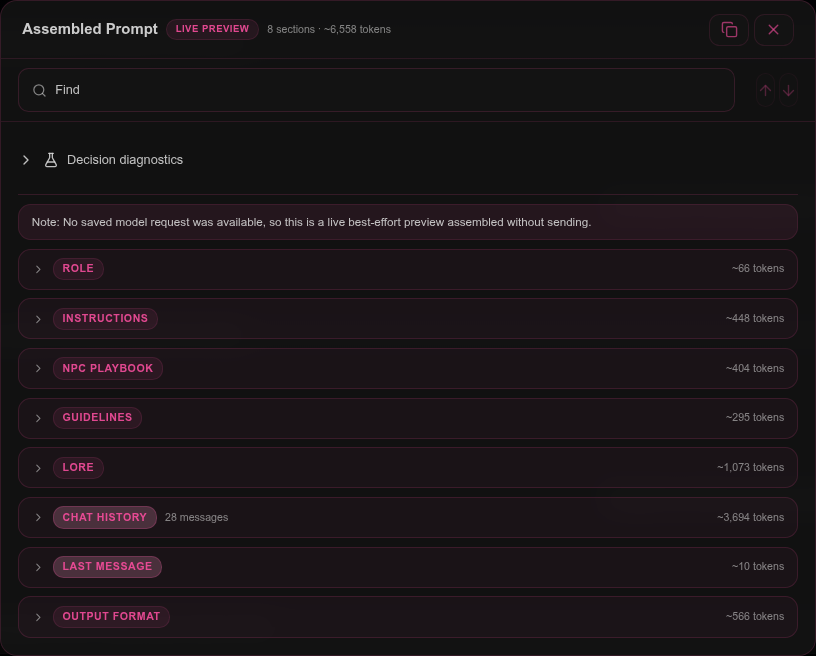 Assembled Prompt LIVE PREVIEW 8 sections · ~6,558 tokens
Find
Decision diagnostics
Note: No saved model request was available, so this is a live best-effort preview assembled without sending.
ROLE ~66 tokens
INSTRUCTIONS ~448 tokens
NPC PLAYBOOK ~404 tokens
GUIDELINES ~295 tokens
LORE ~1,073 tokens
CHAT HISTORY 28 messages ~3,694 tokens
LAST MESSAGE ~10 tokens
OUTPUT FORMAT ~566 tokens